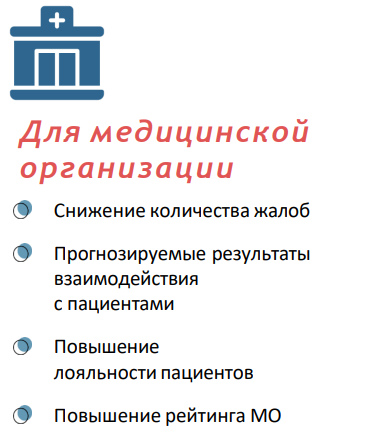 Для медицинской
организации
Снижение количества жалоб
Прогнозируемые результаты
взаимодействия
с пациентами
Повышение
лояльности пациентов
Повышение рейтинга МО